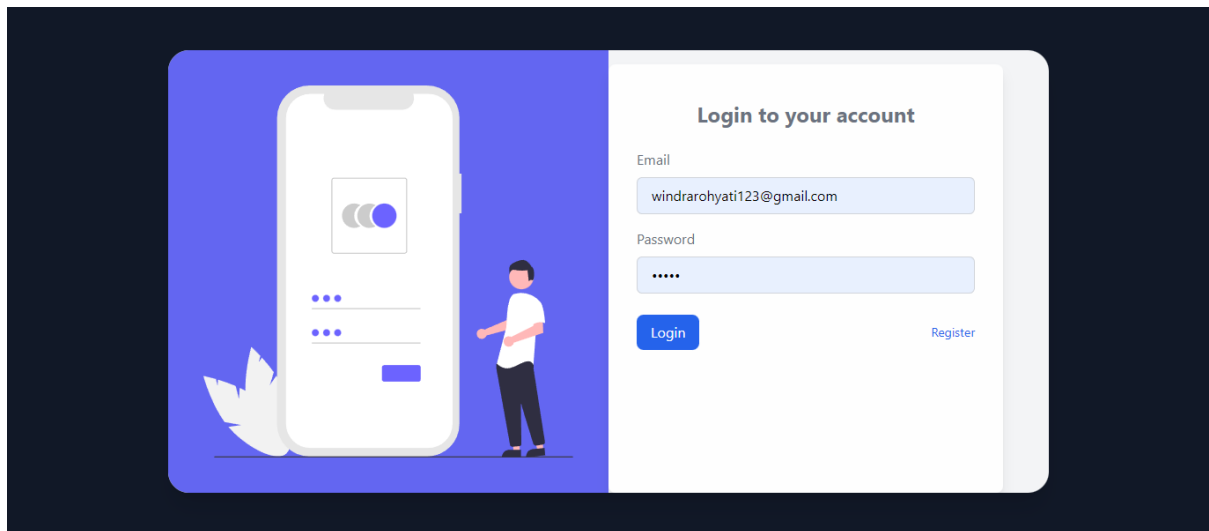 Login to your account
Email
windrarohyati123@gmail.com
Password
•••••
Login
Register